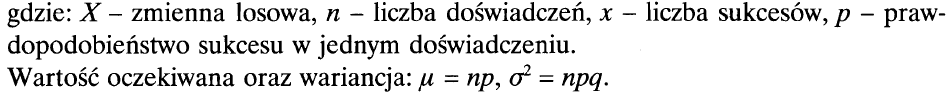 gdzie: X – zmienna losowa, n – liczba doświadczeń, x – liczba sukcesów, p – praw-
dopodobieństwo sukcesu w jednym doświadczeniu.
Wartość oczekiwana oraz wariancja: μ = np, σ² = npq.